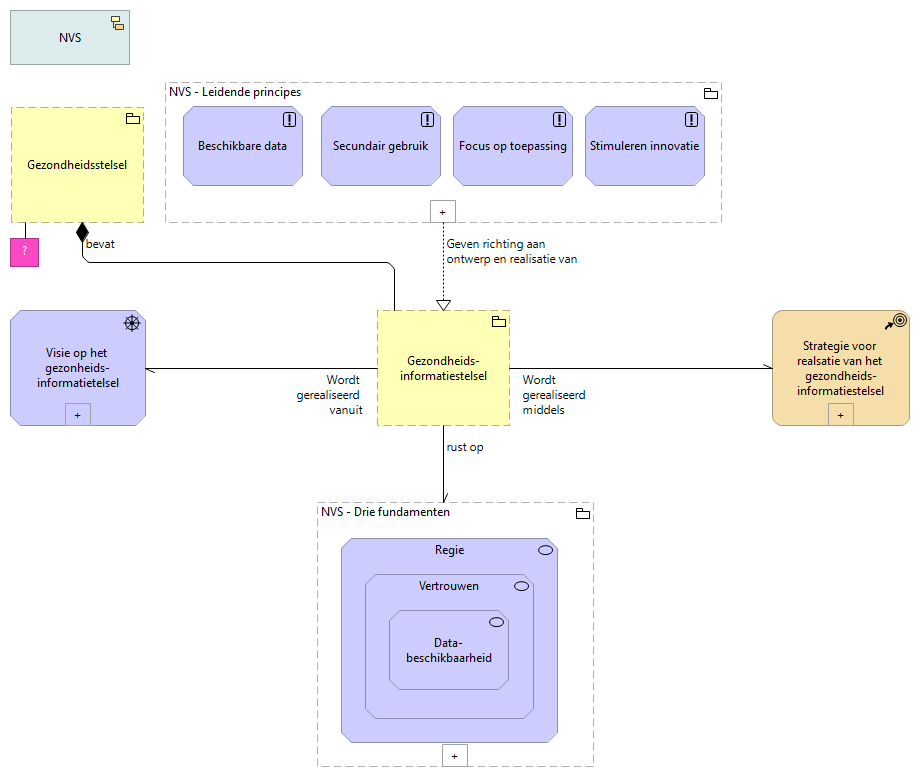 NVS
NVS - Leidende principes
Beschikbare data
Secundair gebruik
Focus op toepassing
Stimuleren innovatie
+
Gezondheidsstelsel
?
bevat
Geven richting aan
ontwerp en realisatie van
Visie op het
gezonheids-
informatietelsel
+
Wordt
gerealiseerd
vanuit
Gezondheids-
informatiestelsel
Wordt
gerealiseerd
middels
Strategie voor
realsatie van het
gezondheids-
informatiestelsel
+
rust op
NVS - Drie fundamenten
Regie
Vertrouwen
Data-
beschikbaarheid
+